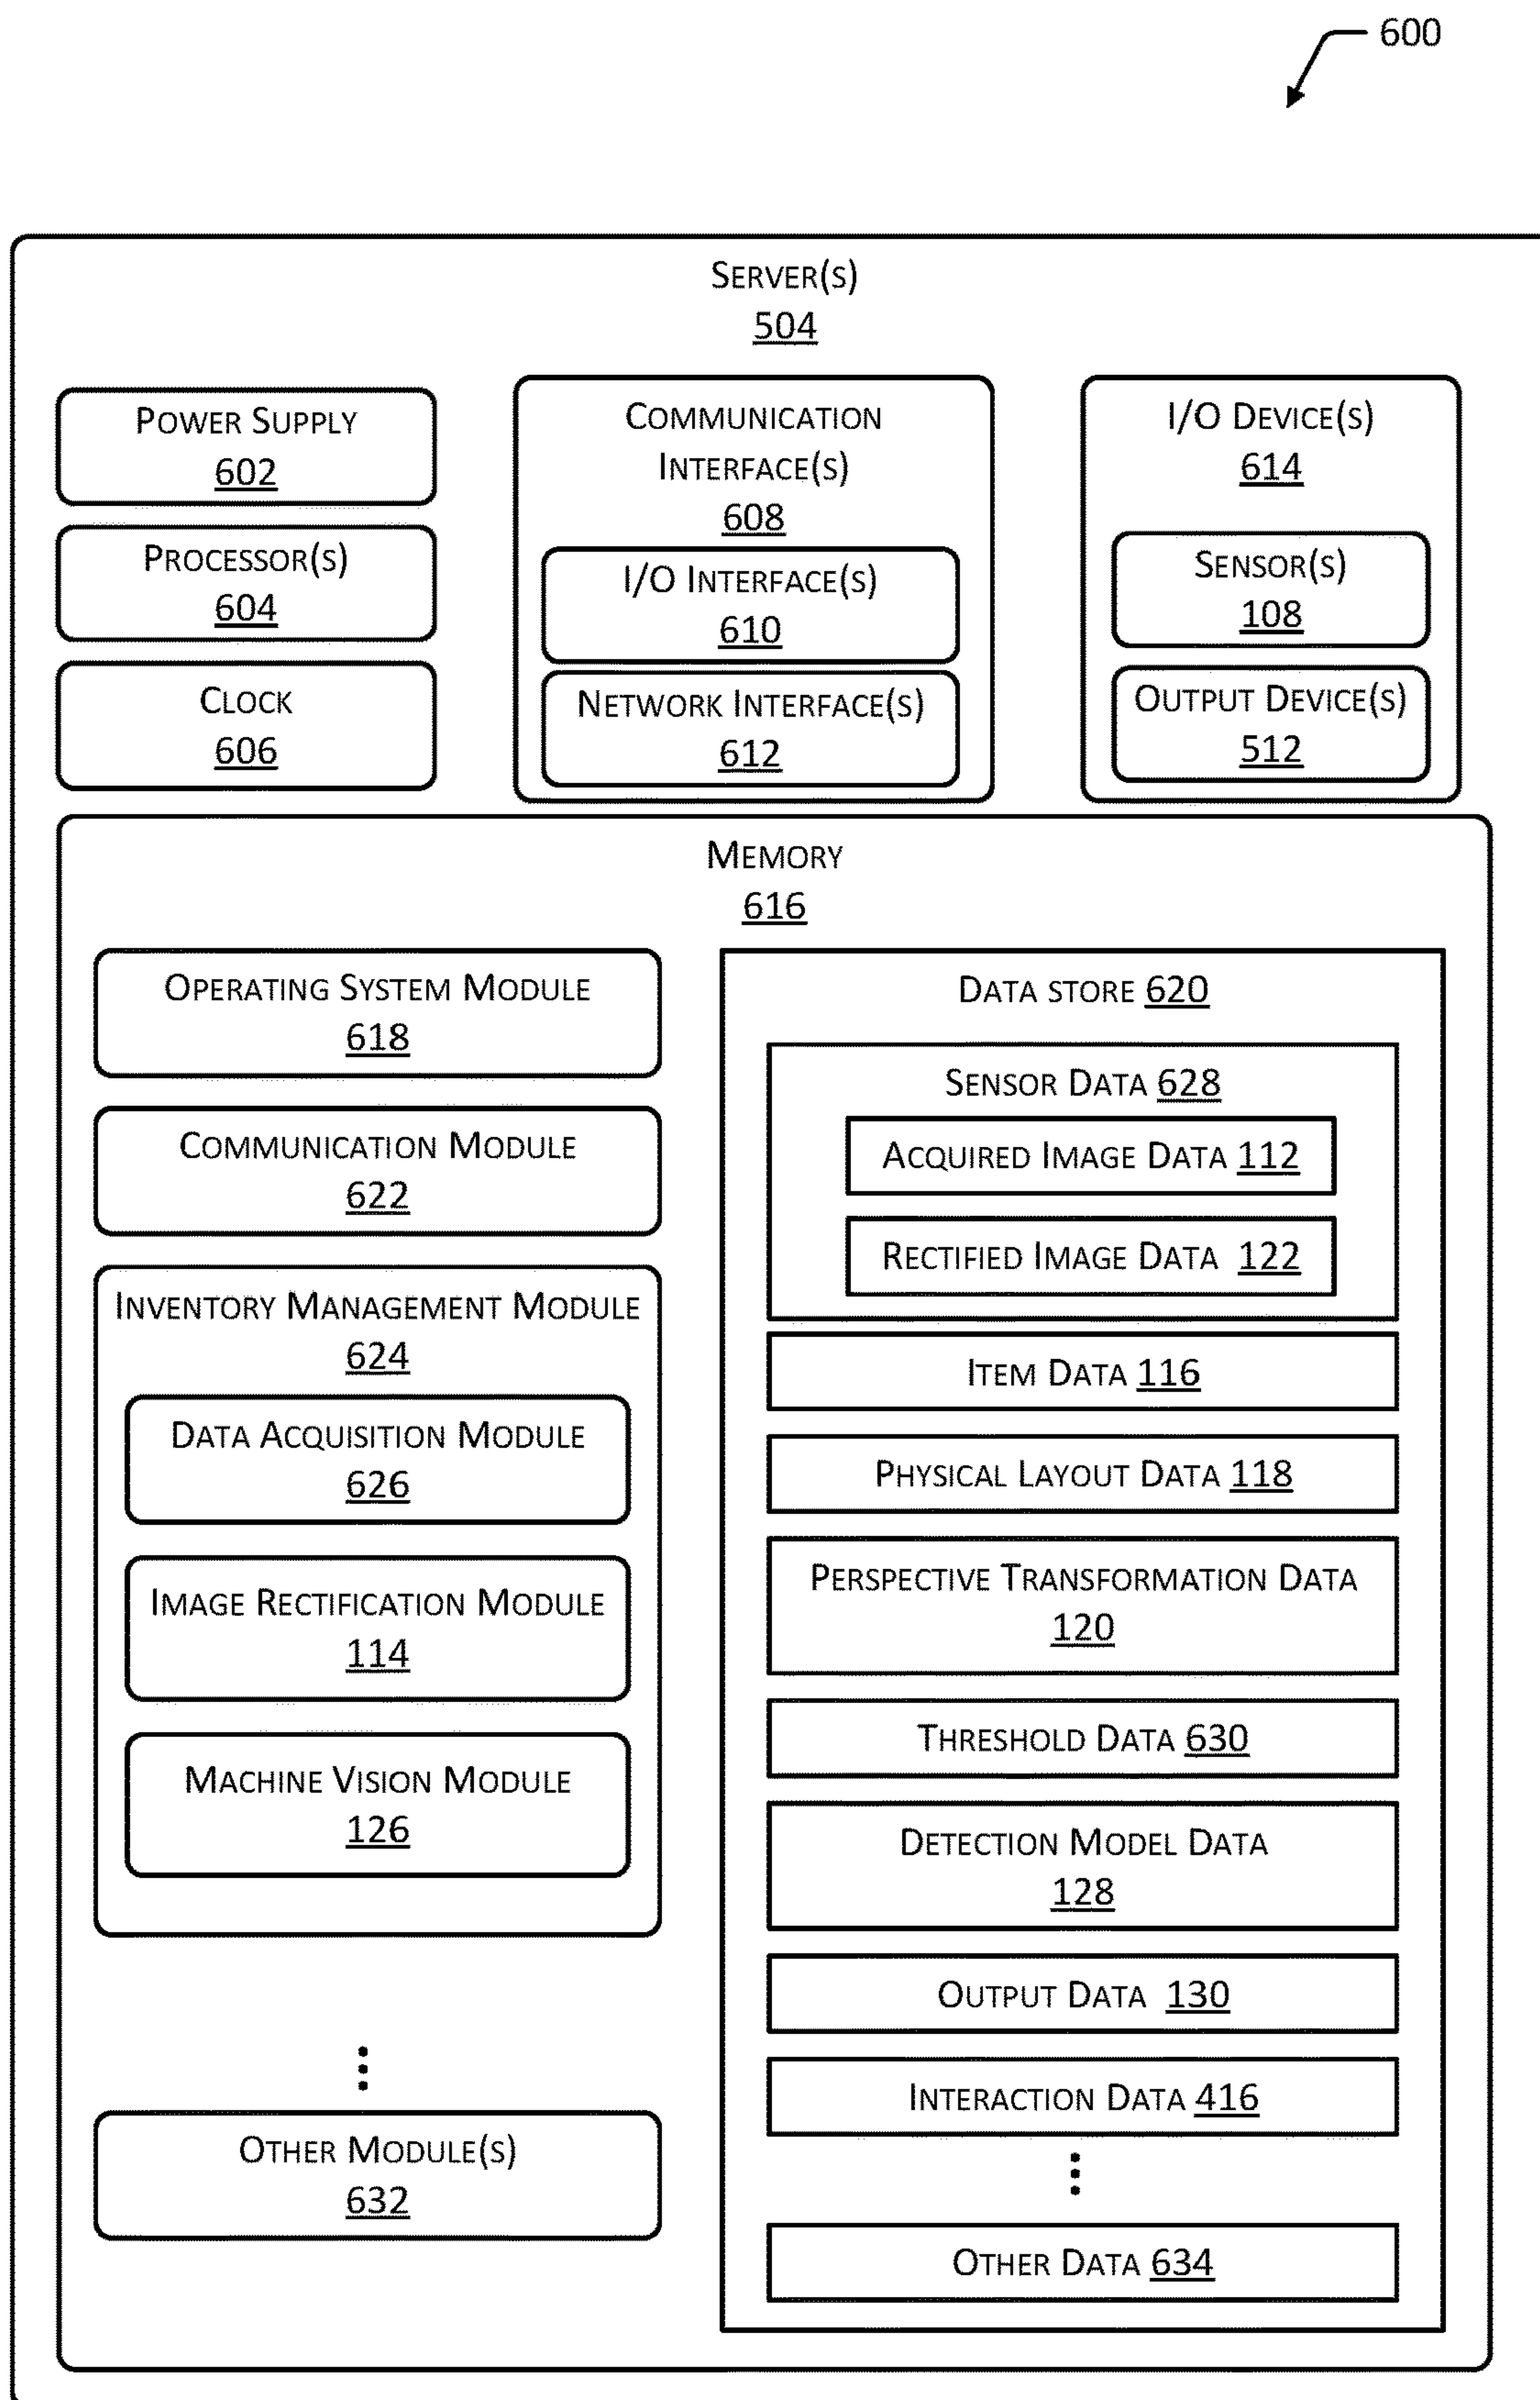 600
SERVER(S)
504
POWER SUPPLY
602
PROCESSOR(S)
604
CLOCK
606
COMMUNICATION
INTERFACE(S)
608
I/O INTERFACE(S)
610
NETWORK INTERFACE(S)
612
I/O DEVICE(S)
614
SENSOR(S)
108
OUTPUT DEVICE(S)
512
MEMORY
616
OPERATING SYSTEM MODULE
618
COMMUNICATION MODULE
622
INVENTORY MANAGEMENT MODULE
624
DATA ACQUISITION MODULE
626
IMAGE RECTIFICATION MODULE
114
MACHINE VISION MODULE
126
OTHER MODULE(S)
632
DATA STORE 620
SENSOR DATA 628
ACQUIRED IMAGE DATA 112
RECTIFIED IMAGE DATA 122
ITEM DATA 116
PHYSICAL LAYOUT DATA 118
PERSPECTIVE TRANSFORMATION DATA
120
THRESHOLD DATA 630
DETECTION MODEL DATA
128
OUTPUT DATA 130
INTERACTION DATA 416
OTHER DATA 634